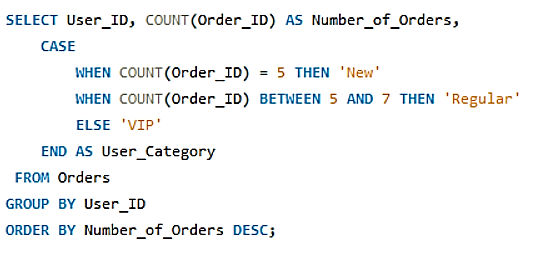 SELECT User_ID, COUNT(Order_ID) AS Number_of_Orders,
CASE
WHEN COUNT(Order_ID) = 5 THEN 'New'
WHEN COUNT(Order_ID) BETWEEN 5 AND 7 THEN 'Regular'
ELSE 'VIP'
END AS User_Category
FROM Orders
GROUP BY User_ID
ORDER BY Number_of_Orders DESC;